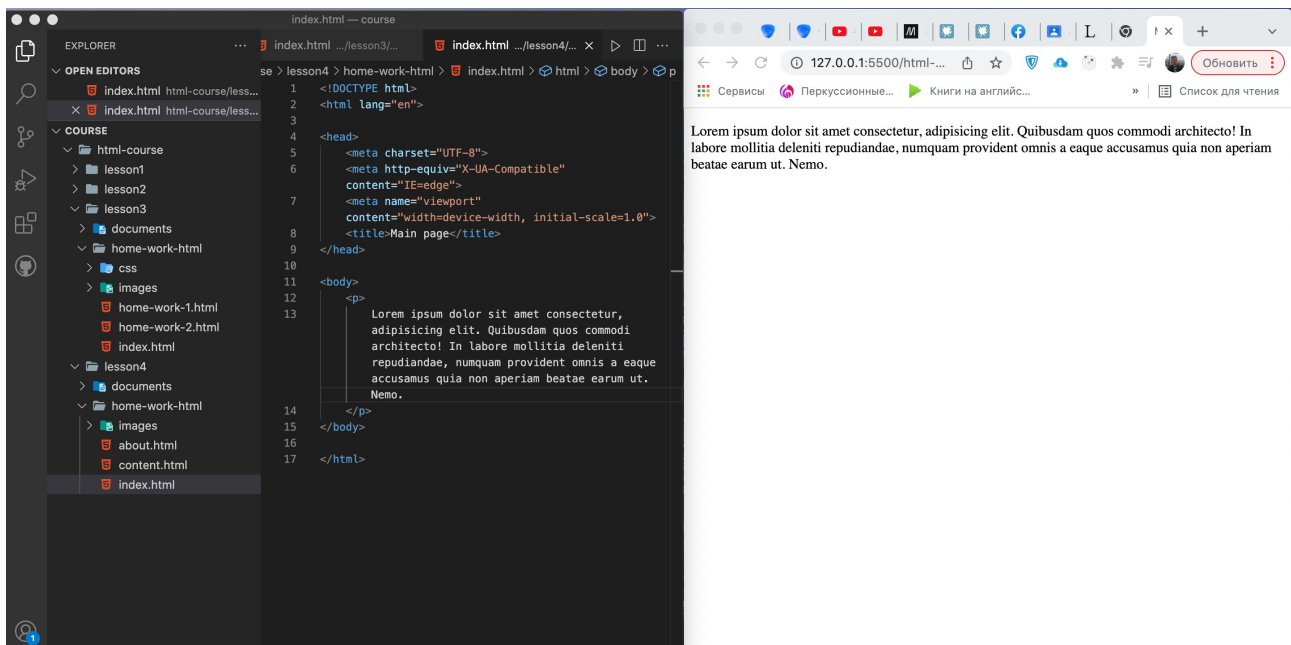 index.html — course
EXPLORER
index.html .../lesson3/...
index.html .../lesson4/...
OPEN EDITORS
index.html html-course/less...
index.html html-course/less...
COURSE
html-course
lesson1
lesson2
lesson3
documents
home-work-html
css
images
home-work-1.html
home-work-2.html
index.html
lesson4
documents
home-work-html
images
about.html
content.html
index.html
1
se > lesson4 > home-work-html > index.html > html > body > p
1 <!DOCTYPE html>
2 <html lang="en">
3
4 <head>
5 <meta charset="UTF-8">
6 <meta http-equiv="X-UA-Compatible"
content="IE=edge">
7 <meta name="viewport"
content="width=device-width, initial-scale=1.0">
8 <title>Main page</title>
9 </head>
10
11 <body>
12 <p>
13 Lorem ipsum dolor sit amet consectetur,
adipisicing elit. Quibusdam quos commodi
architecto! In labore mollitia deleniti
repudiandae, numquam provident omnis a eaque
accusamus quia non aperiam beatae earum ut.
Nemo.
14 </p>
15 </body>
16
17 </html>
127.0.0.1:5500/html-...
Обновить
Сервисы
Перкуссионные...
Книги на английс...
»
Список для чтения
Lorem ipsum dolor sit amet consectetur, adipisicing elit. Quibusdam quos commodi architecto! In
labore mollitia deleniti repudiandae, numquam provident omnis a eaque accusamus quia non aperiam
beatae earum ut. Nemo.